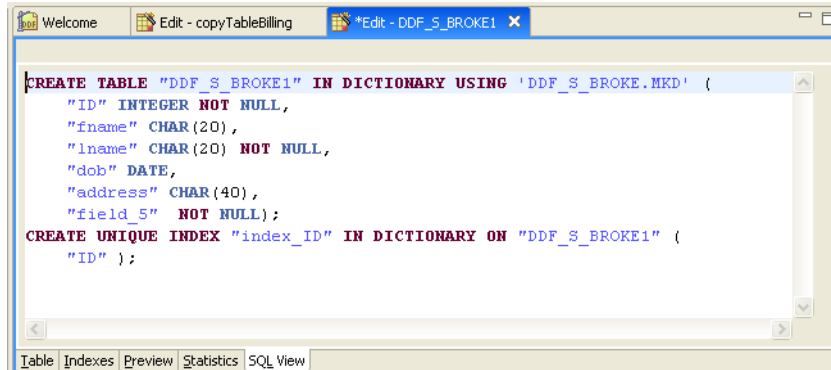 Welcome Edit - copyTableBilling *Edit - DDF_S_BROKE1
CREATE TABLE "DDF_S_BROKE1" IN DICTIONARY USING 'DDF_S_BROKE.MKD' (
"ID" INTEGER NOT NULL,
"fname" CHAR(20),
"lname" CHAR(20) NOT NULL,
"dob" DATE,
"address" CHAR(40),
"field_5"  NOT NULL);
CREATE UNIQUE INDEX "index_ID" IN DICTIONARY ON "DDF_S_BROKE1" (
"ID" );
Table Indexes Preview Statistics SQL View